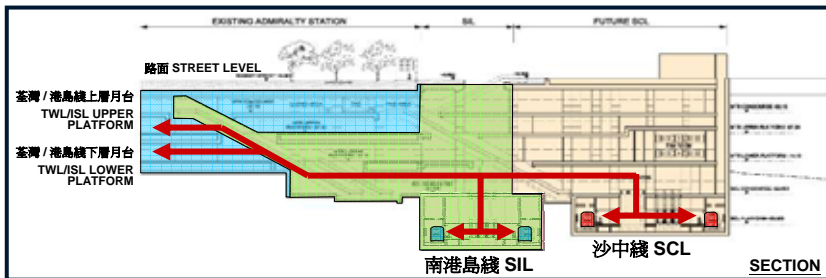 EXISTING ADMIRALTY STATION
SIL
FUTURE SCL
路面 STREET LEVEL
荃灣 / 港島綫上層月台
TWL/ISL UPPER
PLATFORM
荃灣 / 港島綫下層月台
TWL/ISL LOWER
PLATFORM
南港島綫 SIL
沙中綫 SCL
SECTION